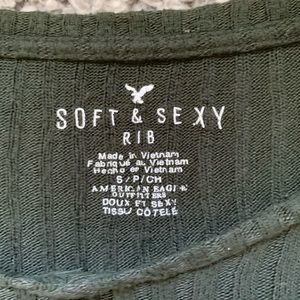 SOFT & SEXY
RIB
Made in Vietnam
Fabriqué au Vietnam
Hecho en Vietnam
S/P/CH
AMERICAN EAGLE
OUTFITTERS
DOUX ET SEXY
TISSU CÔTELÉ